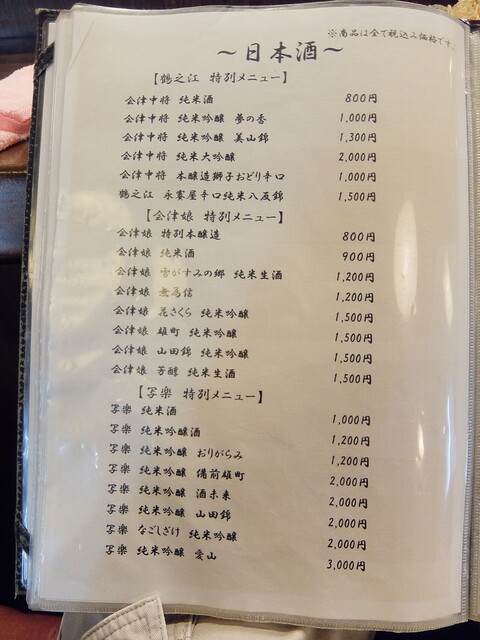 ※商品は全て税込み価格です。
～日本酒～
【鶴之江 特別メニュー】
会津中将 純米酒 800円
会津中将 純米吟醸 夢の香 1,000円
会津中将 純米吟醸 美山錦 1,300円
会津中将 純米大吟醸 2,000円
会津中将 本醸造獅子おどり辛口 1,000円
鶴之江 永寳屋辛口純米八反錦 1,500円
【会津娘 特別メニュー】
会津娘 特別本醸造 800円
会津娘 純米酒 900円
会津娘 雪がすみの郷 純米生酒 1,200円
会津娘 無為信 1,200円
会津娘 花さくら 純米吟醸 1,500円
会津娘 雄町 純米吟醸 1,500円
会津娘 山田錦 純米吟醸 1,500円
会津娘 芳醇 純米生酒 1,500円
【写楽 特別メニュー】
写楽 純米酒 1,000円
写楽 純米吟醸酒 1,200円
写楽 純米吟醸 おりがらみ 1,200円
写楽 純米吟醸 備前雄町 2,000円
写楽 純米吟醸 酒未来 2,000円
写楽 純米吟醸 山田錦 2,000円
写楽 なごしざけ 純米吟醸 2,000円
写楽 純米吟醸 愛山 3,000円